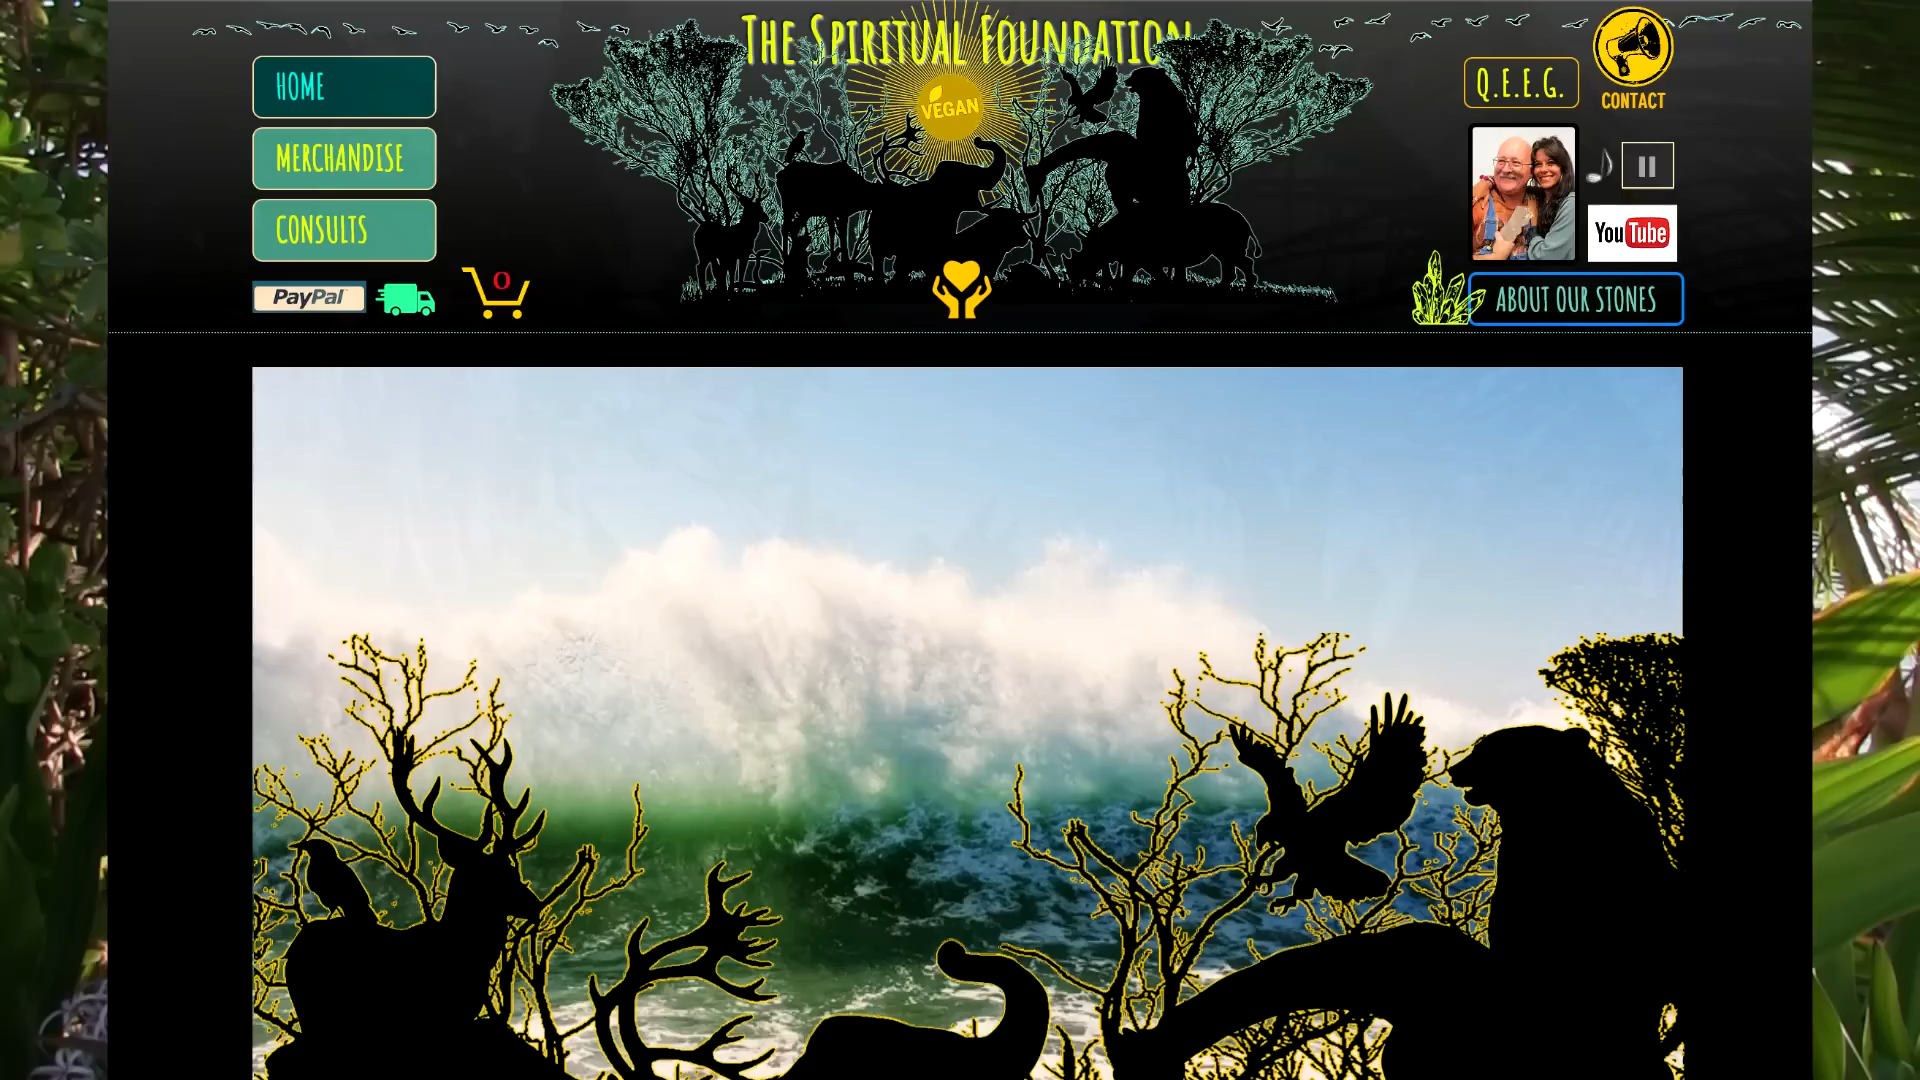 The Spiritual Foundation
VEGAN
HOME
MERCHANDISE
CONSULTS
PayPal
0
Q.E.E.G.
CONTACT
YouTube
ABOUT OUR STONES